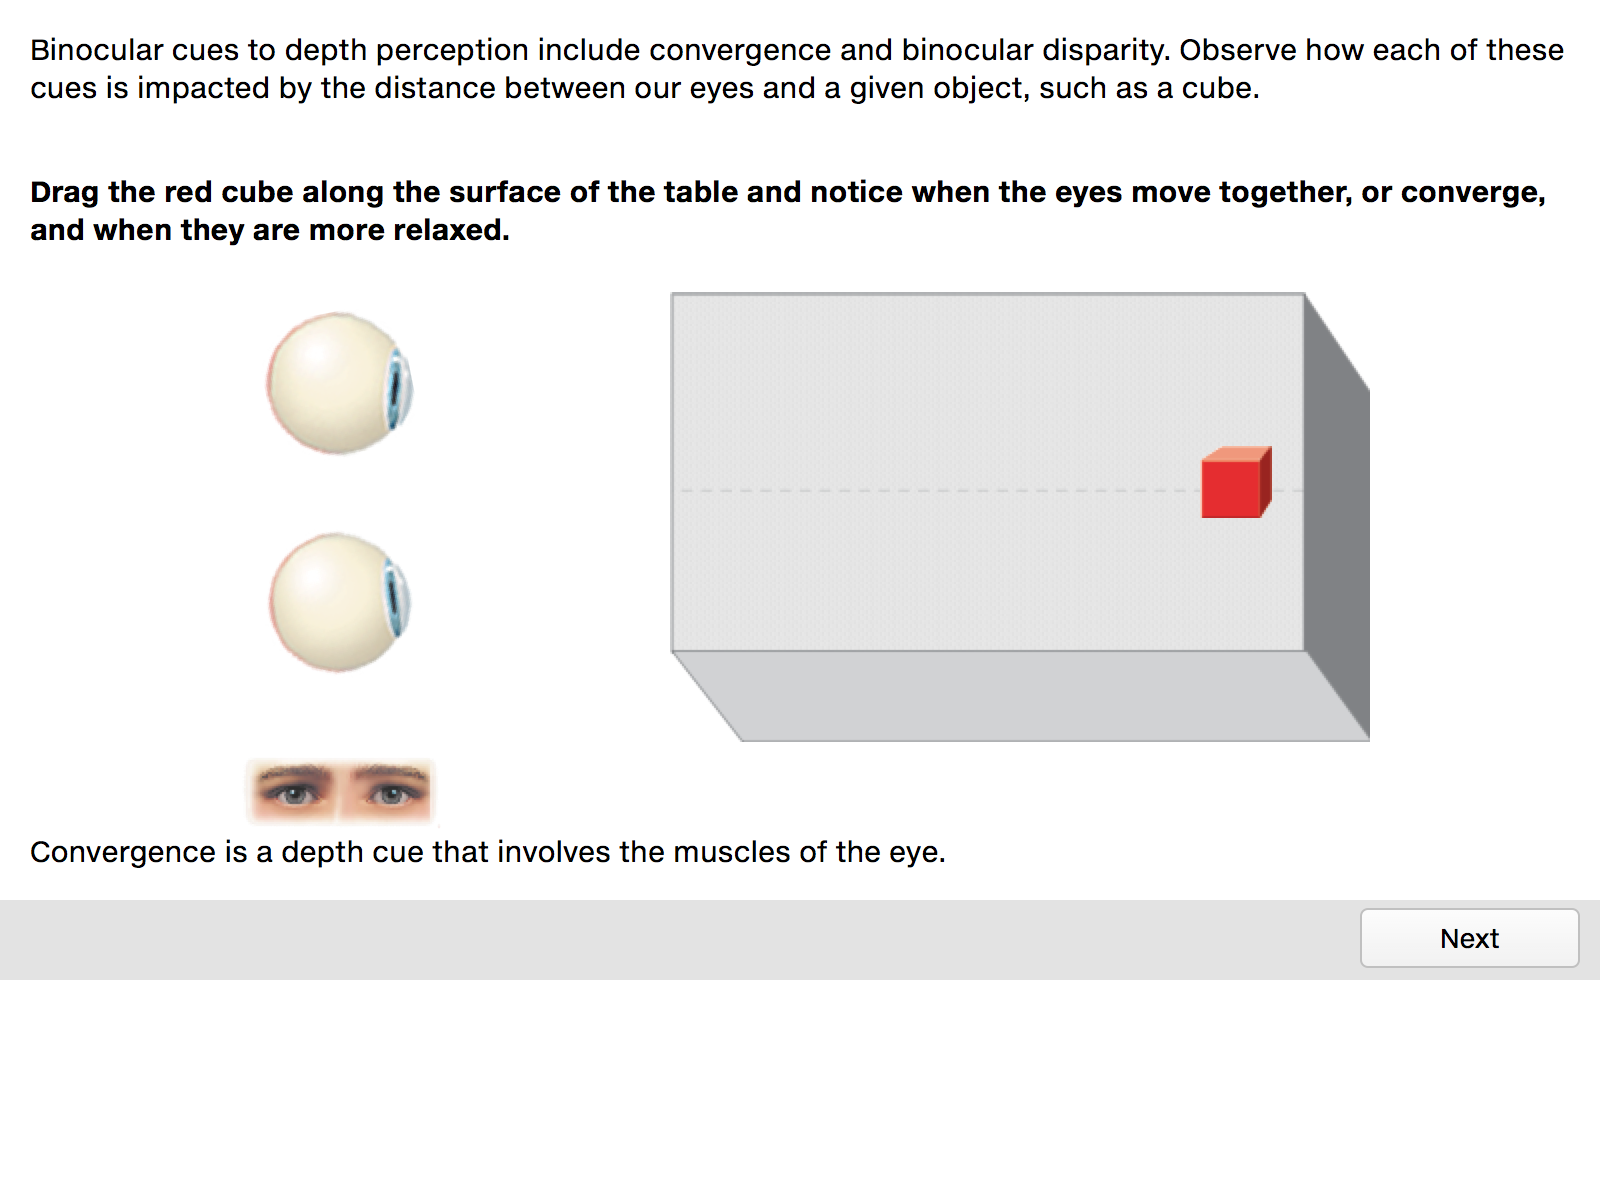 Binocular cues to depth perception include convergence and binocular disparity. Observe how each of these
cues is impacted by the distance between our eyes and a given object, such as a cube.
Drag the red cube along the surface of the table and notice when the eyes move together, or converge,
and when they are more relaxed.
Convergence is a depth cue that involves the muscles of the eye.
Next